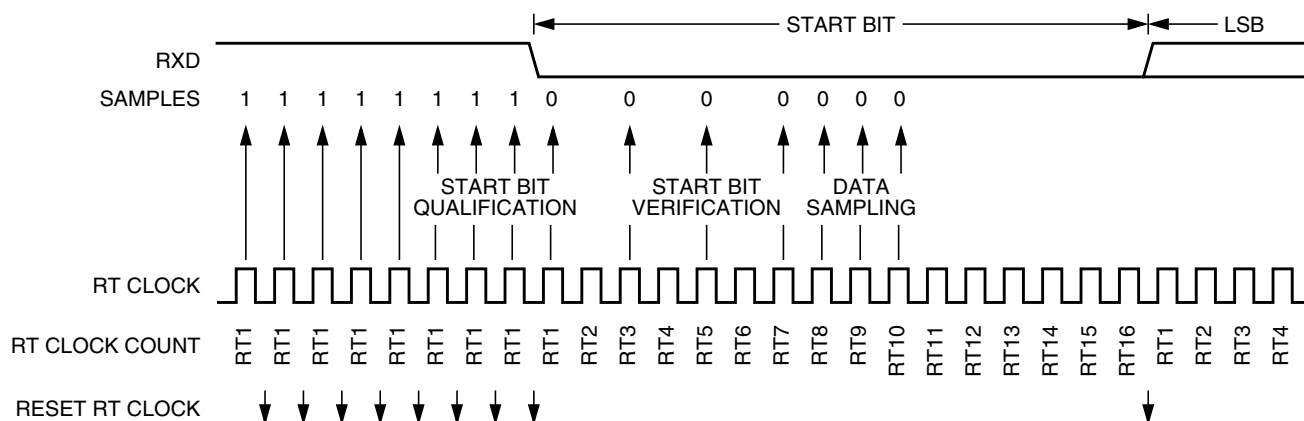 START BIT LSB
RXD
SAMPLES 1 1 1 1 1 1 1 1 0 0 0 0 0 0 0
START BIT QUALIFICATION
START BIT VERIFICATION
DATA SAMPLING
RT CLOCK
RT CLOCK COUNT RT1 RT1 RT1 RT1 RT1 RT1 RT1 RT1 RT1 RT2 RT3 RT4 RT5 RT6 RT7 RT8 RT9 RT10 RT11 RT12 RT13 RT14 RT15 RT16 RT1 RT2 RT3 RT4
RESET RT CLOCK